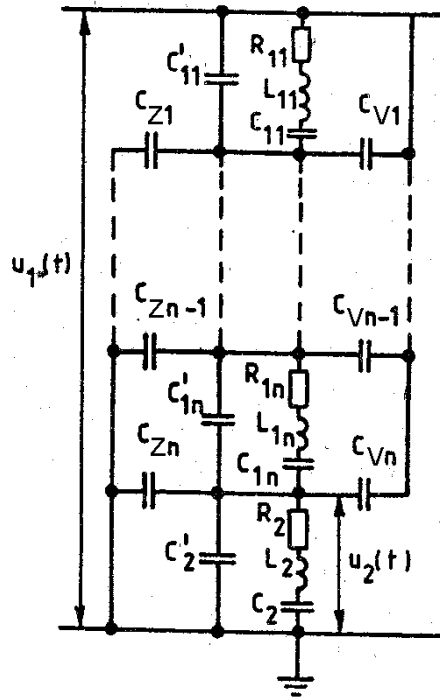 R11
C'11
L11
CZ1
C11
CV1
u1(t)
CZn-1
CVn-1
R1n
C'1n
L1n
CZn
C1n
CVn
R2
C'2
L2
u2(t)
C2